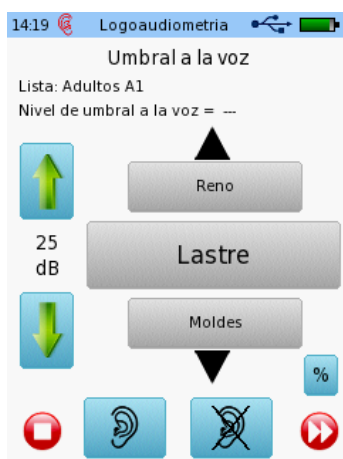 14:19 Logoaudiometria
Umbral a la voz
Lista: Adultos A1
Nivel de umbral a la voz = ---
Reno
25
dB
Lastre
Moldes
%